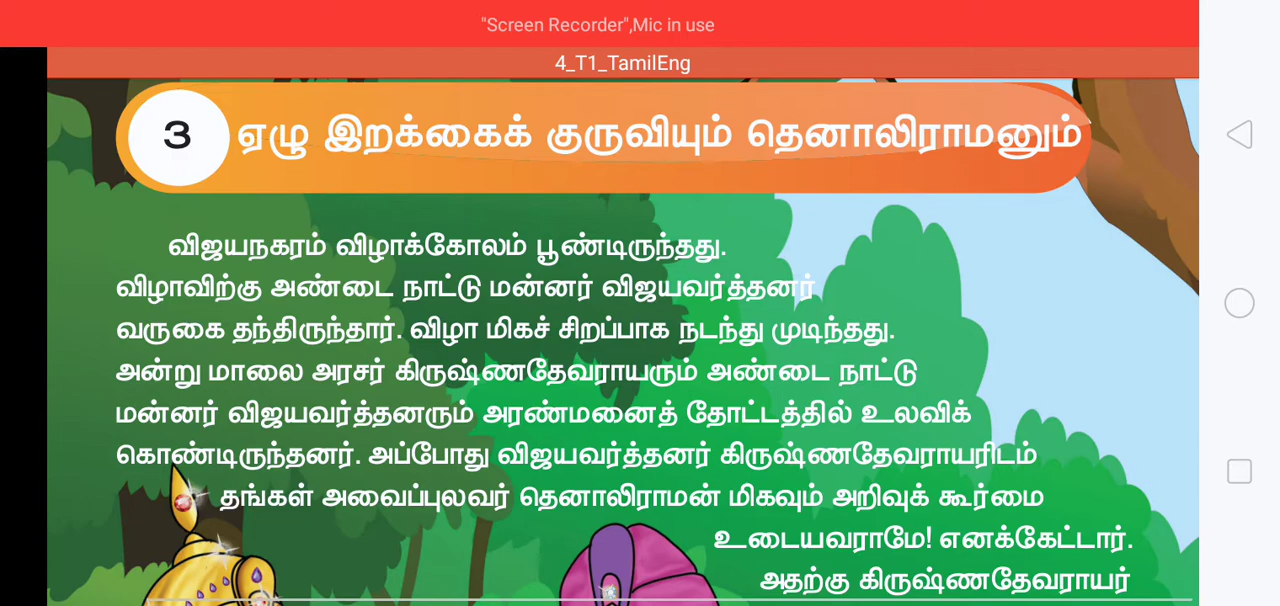 "Screen Recorder",Mic in use
4_T1_TamilEng
3 ஏழு இறக்கைக் குருவியும் தெனாலிராமனும்
விஜயநகரம் விழாக்கோலம் பூண்டிருந்தது.
விழாவிற்கு அண்டை நாட்டு மன்னர் விஜயவர்த்தனர்
வருகை தந்திருந்தார். விழா மிகச் சிறப்பாக நடந்து முடிந்தது.
அன்று மாலை அரசர் கிருஷ்ணதேவராயரும் அண்டை நாட்டு
மன்னர் விஜயவர்த்தனரும் அரண்மனைத் தோட்டத்தில் உலவிக்
கொண்டிருந்தனர். அப்போது விஜயவர்த்தனர் கிருஷ்ணதேவராயரிடம்
தங்கள் அவைப்புலவர் தெனாலிராமன் மிகவும் அறிவுக் கூர்மை
உடையவராமே! எனக்கேட்டார்.
அதற்கு கிருஷ்ணதேவராயர்